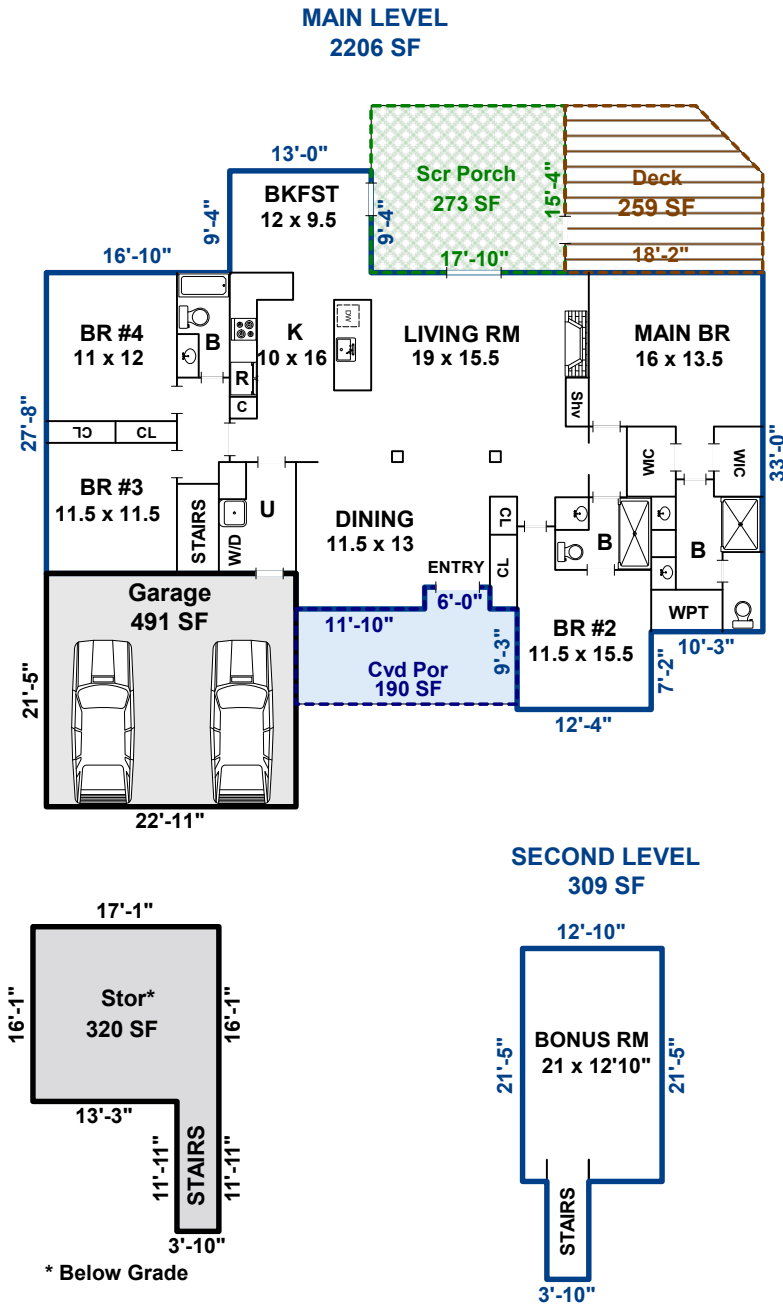 MAIN LEVEL
2206 SF
13'-0"
BKFST
12 x 9.5
9'-4"
9'-4"
Scr Porch
273 SF
15'-4"
17'-10"
Deck
259 SF
18'-2"
16'-10"
BR #4
11 x 12
B
K
10 x 16
DW
R
C
LIVING RM
19 x 15.5
Shv
MAIN BR
16 x 13.5
27'-8"
33'-0"
CL
CL
BR #3
11.5 x 11.5
STAIRS
W/D
U
DINING
11.5 x 13
CL
CL
ENTRY
6'-0"
WIC
WIC
B
B
WPT
BR #2
11.5 x 15.5
10'-3"
7'-2"
12'-4"
Garage
491 SF
21'-5"
22'-11"
11'-10"
9'-3"
Cvd Por
190 SF
SECOND LEVEL
309 SF
12'-10"
BONUS RM
21 x 12'10"
21'-5"
21'-5"
STAIRS
3'-10"
17'-1"
Stor*
320 SF
16'-1"
16'-1"
13'-3"
11'-11"
STAIRS
11'-11"
3'-10"
* Below Grade